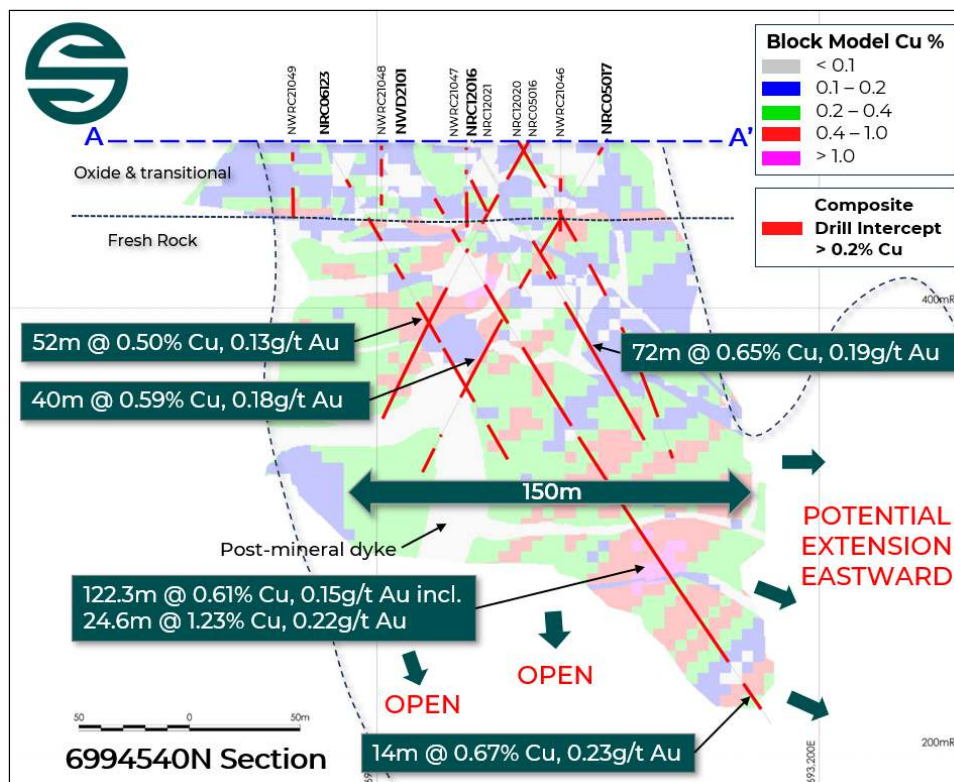 Block Model Cu %
< 0.1
0.1 – 0.2
0.2 – 0.4
0.4 – 1.0
> 1.0
Composite
Drill Intercept
> 0.2% Cu
NWRC21049
NRC06123
NWRC21048
NWD2101
NWRC21047
NRC12016
NRC12021
NRC12020
NRC05016
NWRC21046
NRC05017
A
A'
Oxide & transitional
Fresh Rock
400mR
52m @ 0.50% Cu, 0.13g/t Au
72m @ 0.65% Cu, 0.19g/t Au
40m @ 0.59% Cu, 0.18g/t Au
150m
POTENTIAL
EXTENSION
EASTWARD
Post-mineral dyke
122.3m @ 0.61% Cu, 0.15g/t Au incl.
24.6m @ 1.23% Cu, 0.22g/t Au
OPEN
OPEN
50
0
50m
14m @ 0.67% Cu, 0.23g/t Au
6994540N Section
200mR
693,200E